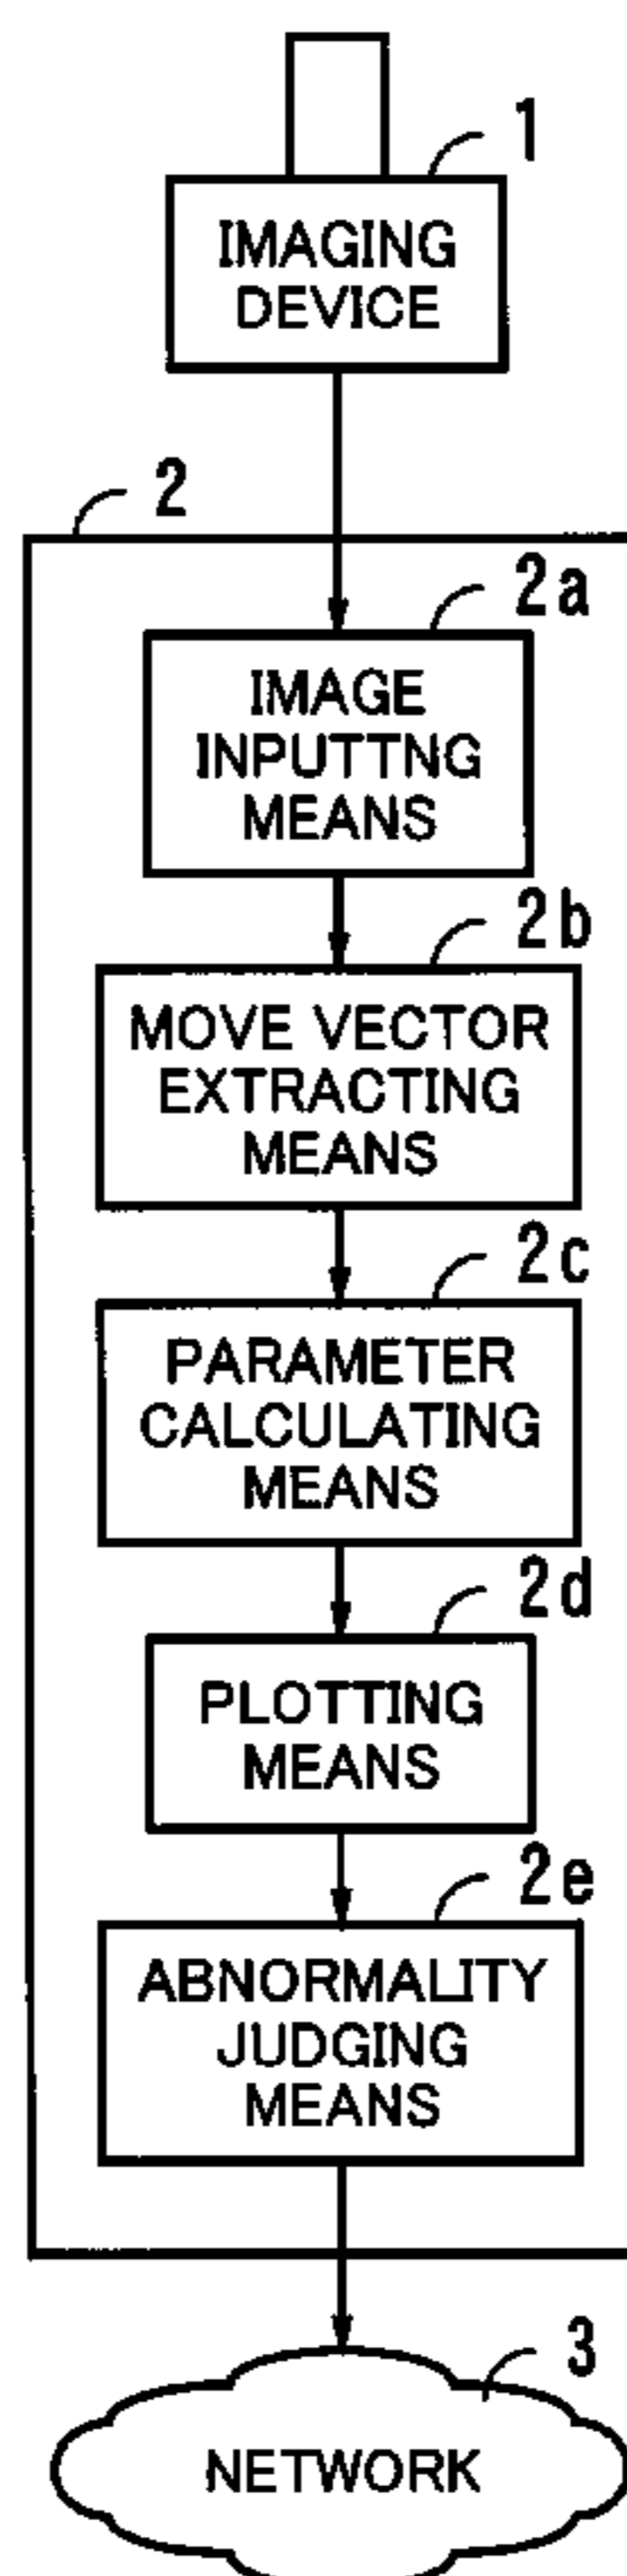 1
IMAGING
DEVICE
2
2a
IMAGE
INPUTTNG
MEANS
2b
MOVE VECTOR
EXTRACTING
MEANS
2c
PARAMETER
CALCULATING
MEANS
2d
PLOTTING
MEANS
2e
ABNORMALITY
JUDGING
MEANS
3
NETWORK